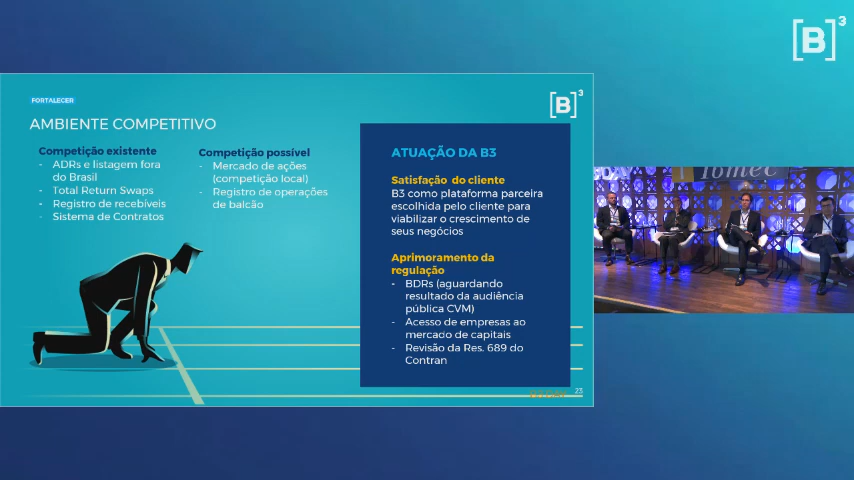 [B]³
FORTALECER
[B]³
AMBIENTE COMPETITIVO
Competição existente
- ADRs e listagem fora
do Brasil
- Total Return Swaps
- Registro de recebíveis
- Sistema de Contratos
Competição possível
- Mercado de ações
(competição local)
- Registro de operações
de balcão
ATUAÇÃO DA B3
Satisfação do cliente
B3 como plataforma parceira
escolhida pelo cliente para
viabilizar o crescimento de
seus negócios
Aprimoramento da
regulação
- BDRs (aguardando
resultado da audiência
pública CVM)
- Acesso de empresas ao
mercado de capitais
- Revisão da Res. 689 do
Contran
23